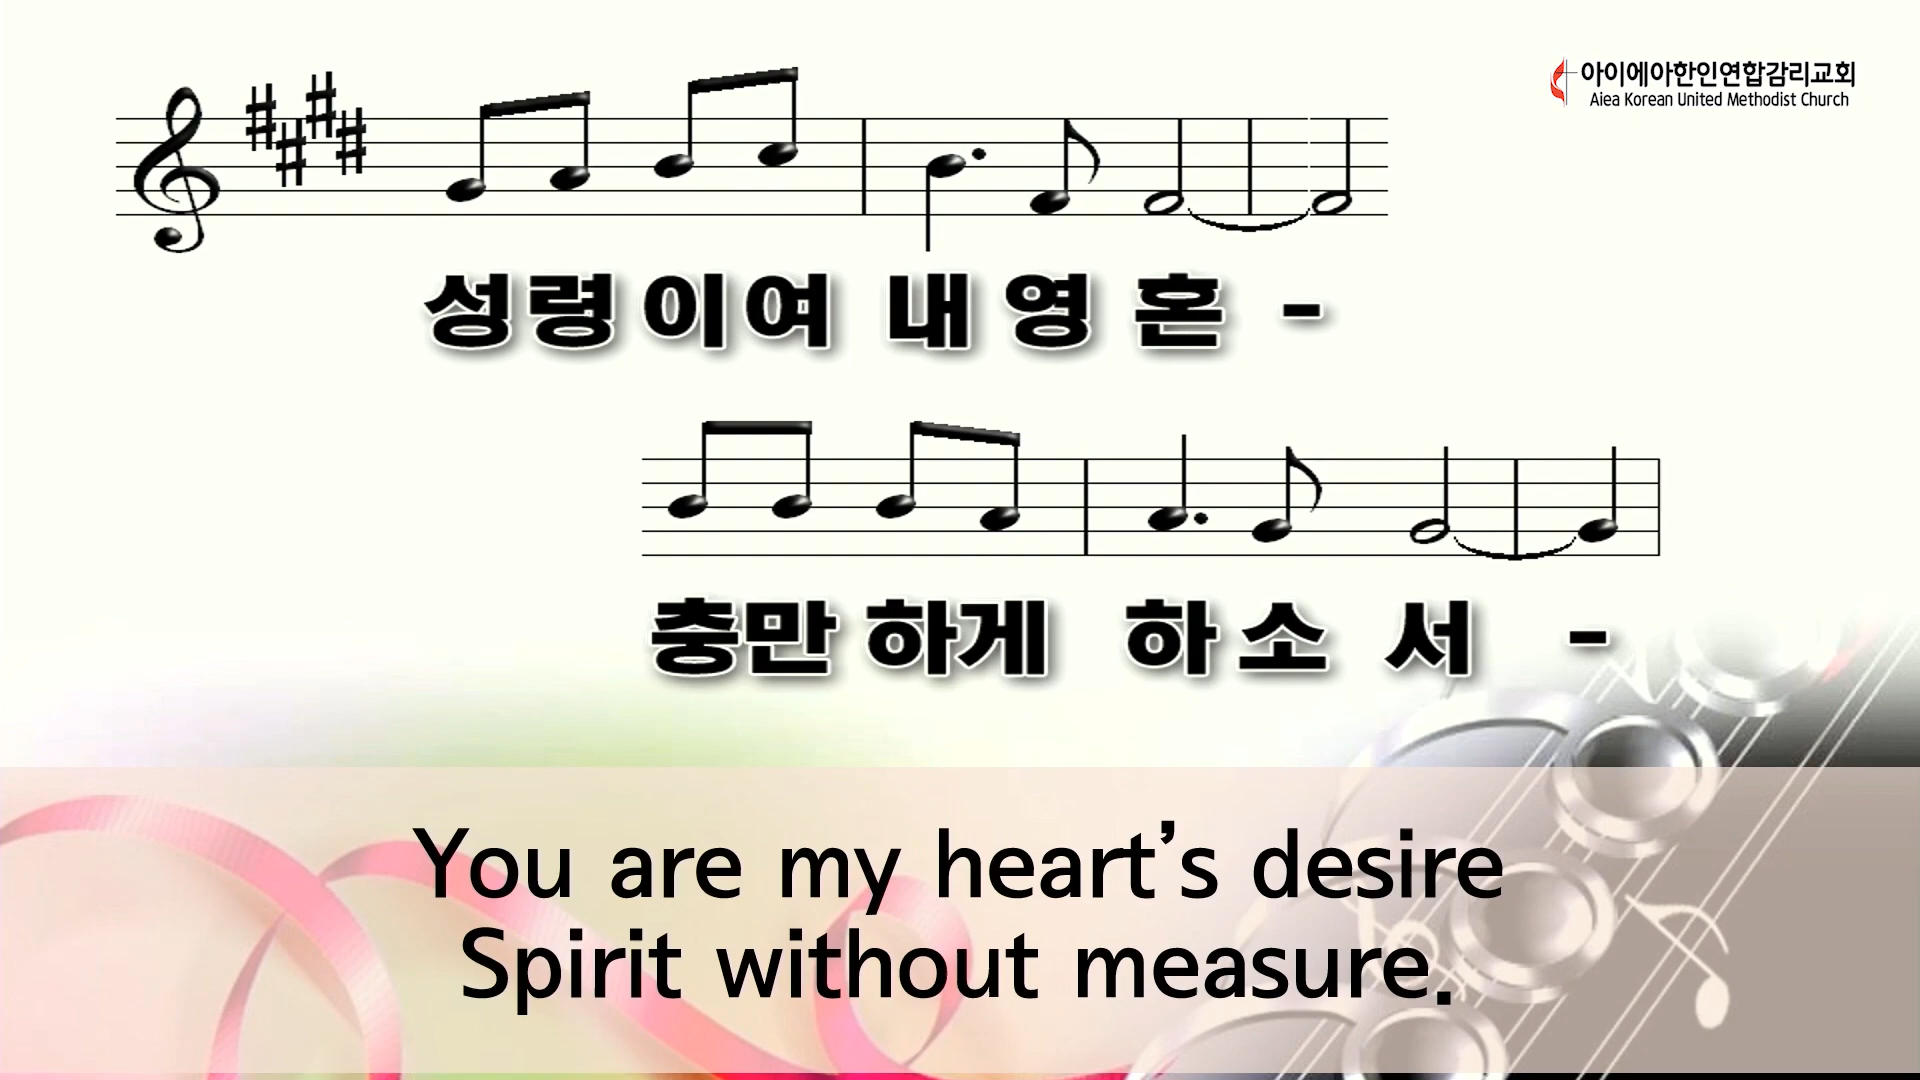 아이에아한인연합감리교회
Aiea Korean United Methodist Church
성령이여 내영혼 -
충만하게 하소서 -
You are my heart's desire
Spirit without measure.